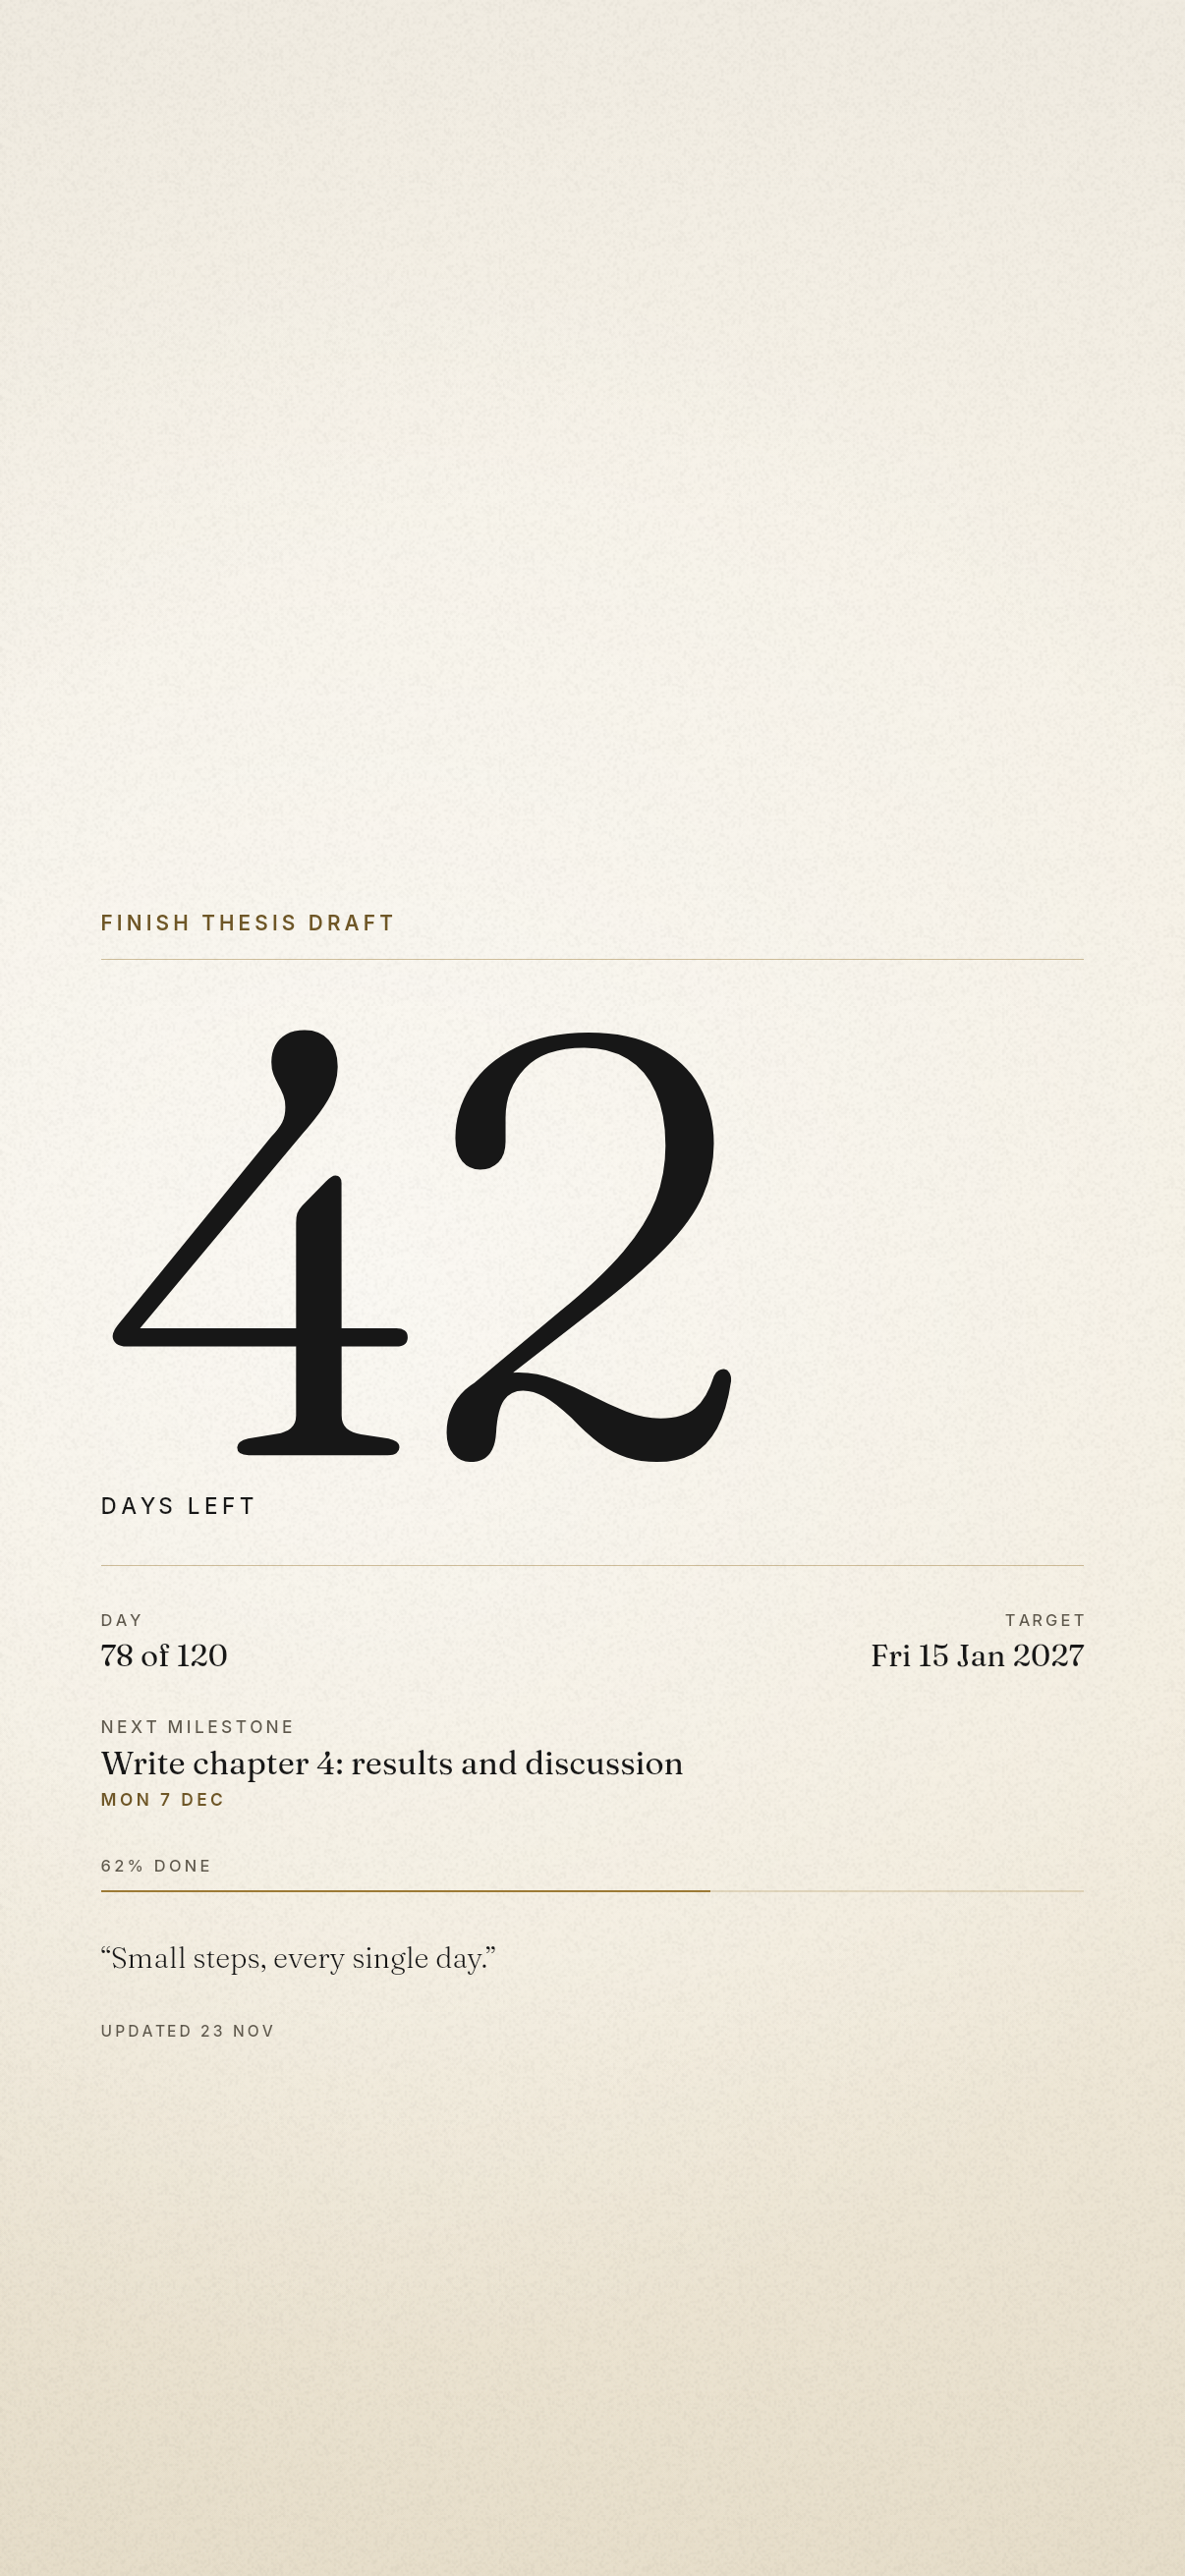 FINISH THESIS DRAFT
42
DAYS LEFT
DAY
78 of 120
TARGET
Fri 15 Jan 2027
NEXT MILESTONE
Write chapter 4: results and discussion
MON 7 DEC
62% DONE
“Small steps, every single day.”
UPDATED 23 NOV